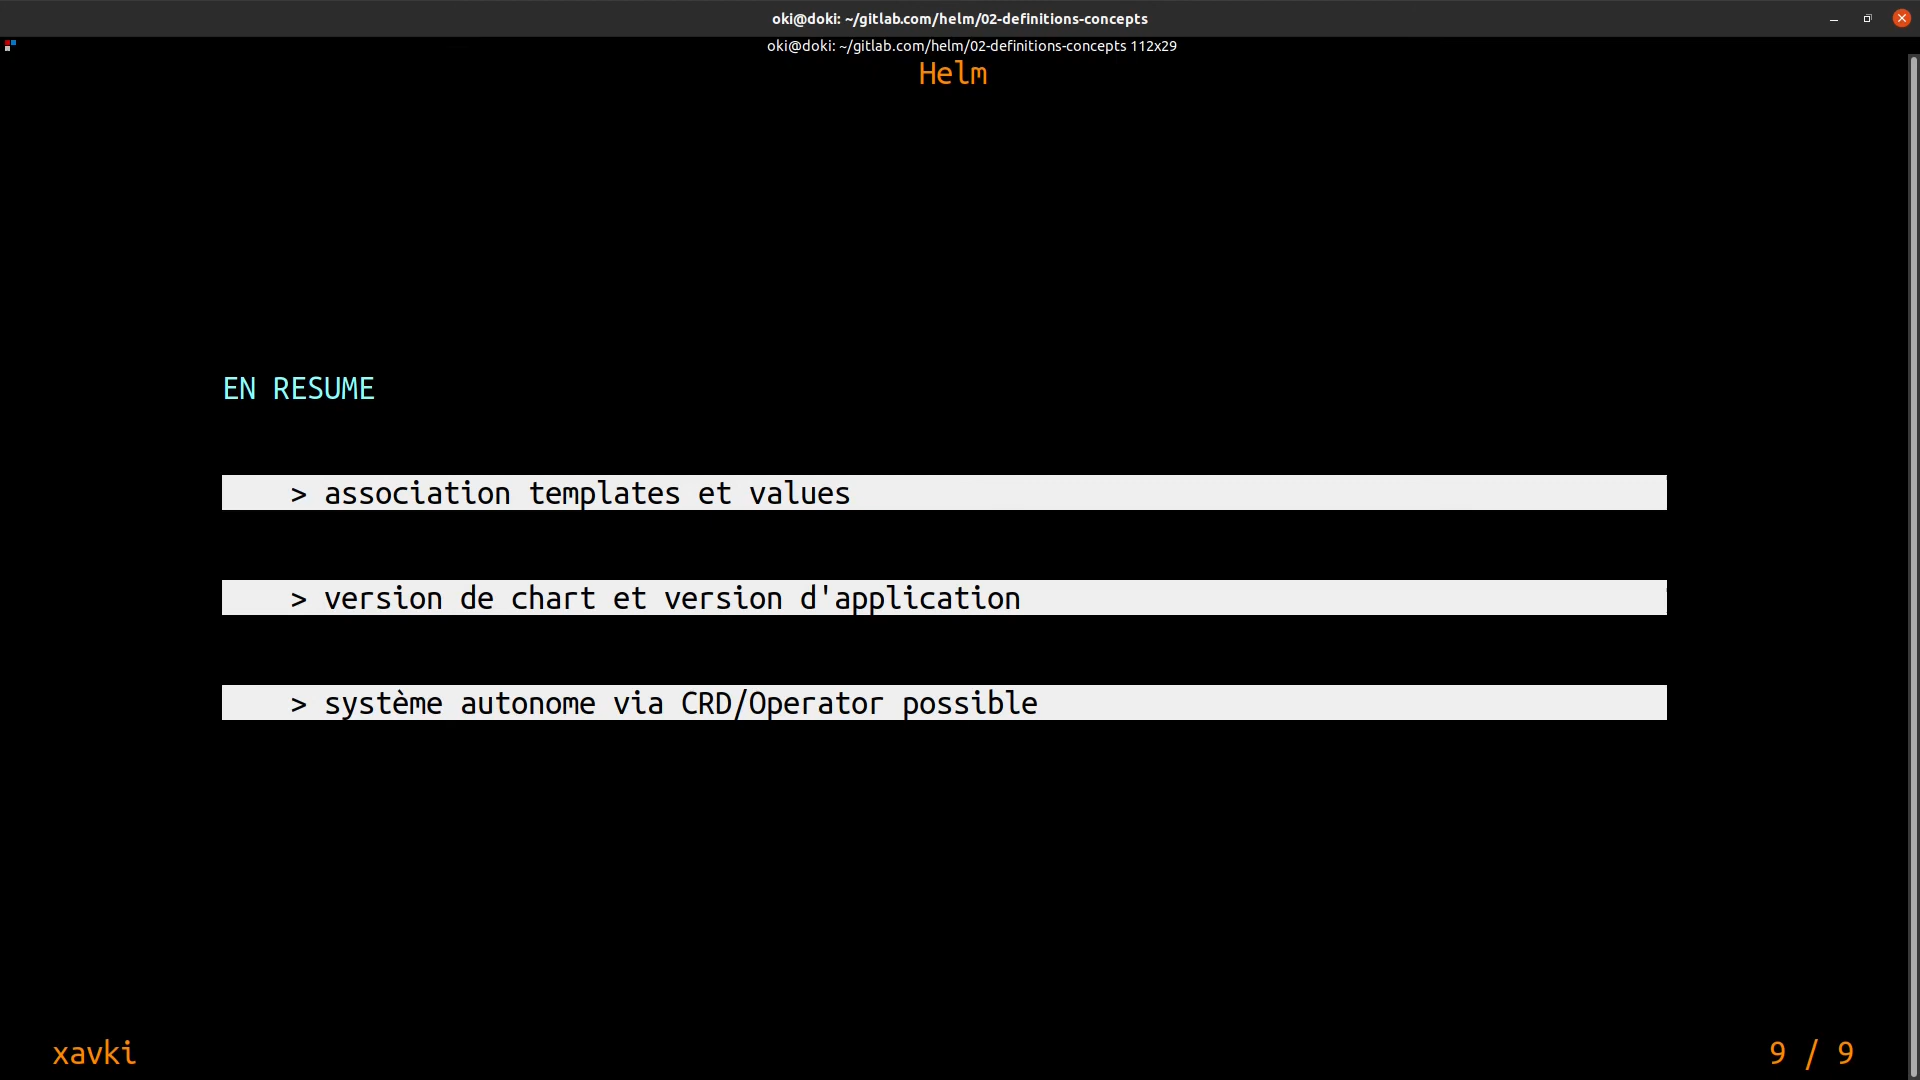 oki@doki: ~/gitlab.com/helm/02-definitions-concepts
oki@doki: ~/gitlab.com/helm/02-definitions-concepts 112x29
Helm
EN RESUME
> association templates et values
> version de chart et version d'application
> système autonome via CRD/Operator possible
xavki
9 / 9